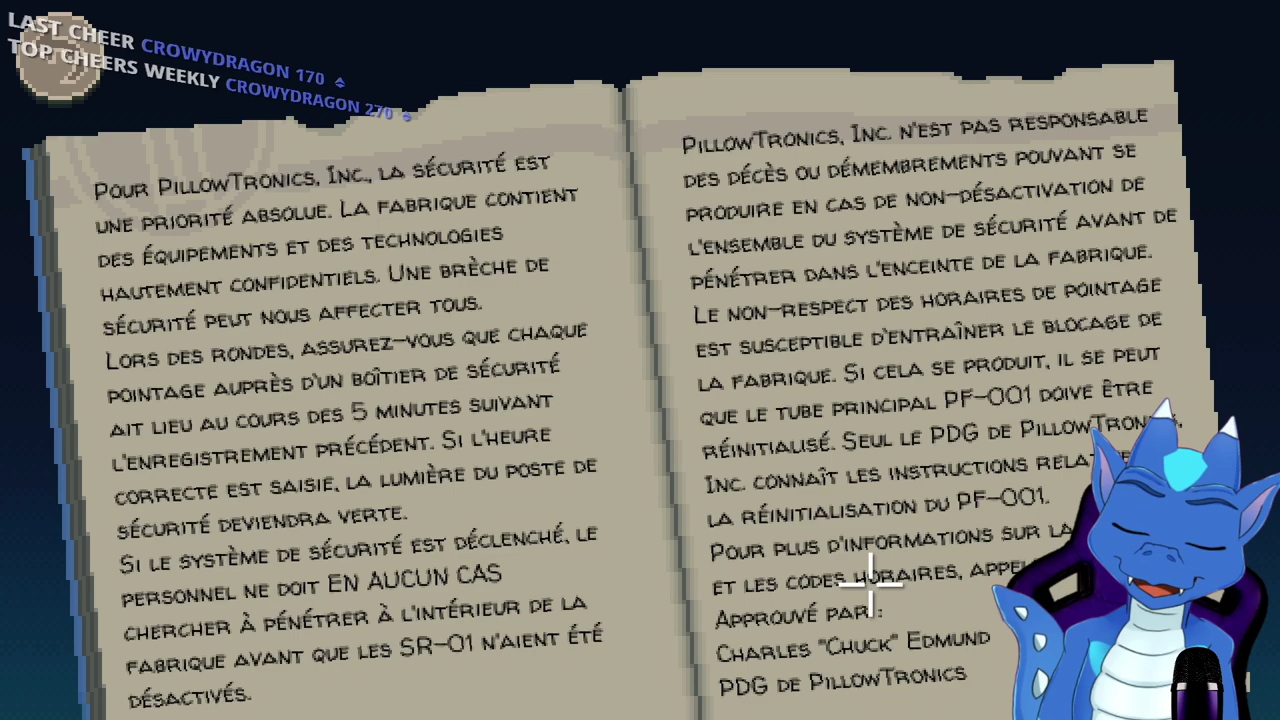 LAST CHEER CROWYDRAGON 170
TOP CHEERS WEEKLY CROWYDRAGON 270
Pour PillowTronics, Inc., la sécurité est
une priorité absolue. La fabrique contient
des équipements et des technologies
hautement confidentiels. Une brèche de
sécurité peut nous affecter tous.
Lors des rondes, assurez-vous que chaque
pointage auprès d'un boîtier de sécurité
ait lieu au cours des 5 minutes suivant
l'enregistrement précédent. Si l'heure
correcte est saisie, la lumière du poste de
sécurité deviendra verte.
Si le système de sécurité est déclenché, le
personnel ne doit EN AUCUN CAS
chercher à pénétrer à l'intérieur de la
fabrique avant que les SR-01 n'aient été
désactivés.
PillowTronics, Inc. n'est pas responsable
des décès ou démembrements pouvant se
produire en cas de non-désactivation de
l'ensemble du système de sécurité avant de
pénétrer dans l'enceinte de la fabrique.
Le non-respect des horaires de pointage
est susceptible d'entraîner le blocage de
la fabrique. Si cela se produit, il se peut
que le tube principal PF-001 doive être
réinitialisé. Seul le PDG de PillowTronics,
Inc. connaît les instructions
la réinitialisation du PF-001.
Pour plus d'informations sur la
et les codes horaires,
Approuvé par :
Charles "Chuck" Edmund
PDG de PillowTronics